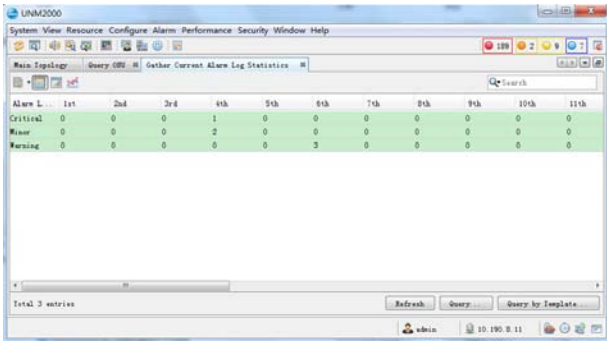 UNM2000
System View Resource Configure Alarm Performance Security Window Help
189 2 9 7
Main Topology Query ONU Gather Current Alarm Log Statistics
Search
Alarm L... 1st 2nd 3rd 4th 5th 6th 7th 8th 9th 10th 11th
Critical 0 0 0 1 0 0 0 0 0 0 0
Minor 0 0 0 2 0 0 0 0 0 0 0
Warning 0 0 0 0 0 3 0 0 0 0 0
Total 3 entries Refresh Query... Query by Template...
admin 10.190.8.11